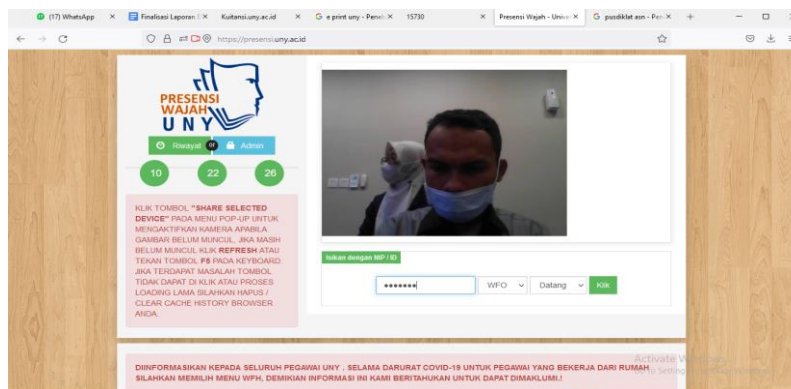 (17) WhatsApp
Finalisasi Laporan
Kuitansi.uny.ac.id
e print uny - Penel
15730
Presensi Wajah - Univer
pusdiklat asn - Pen
https://presensi.uny.ac.id
PRESENSI
WAJAH
UNY
Riwayat or Admin
10 22 26
KLIK TOMBOL "SHARE SELECTED
DEVICE" PADA MENU POP-UP UNTUK
MENGAKTIFKAN KAMERA APABILA
GAMBAR BELUM MUNCUL, JIKA MASIH
BELUM MUNCUL KLIK REFRESH ATAU
TEKAN TOMBOL F5 PADA KEYBOARD.
JIKA TERDAPAT MASALAH TOMBOL
TIDAK DAPAT DI KLIK ATAU PROSES
LOADING LAMA SILAHKAN HAPUS /
CLEAR CACHE HISTORY BROWSER
ANDA.
Isikan dengan NIP / ID
WFO Datang Klik
Activate Windows
DIINFORMASIKAN KEPADA SELURUH PEGAWAI UNY , SELAMA DARURAT COVID-19 UNTUK PEGAWAI YANG BEKERJA DARI RUMAH
SILAHKAN MEMILIH MENU WFH, DEMIKIAN INFORMASI INI KAMI BERITAHUKAN UNTUK DAPAT DIMAKLUMI.!